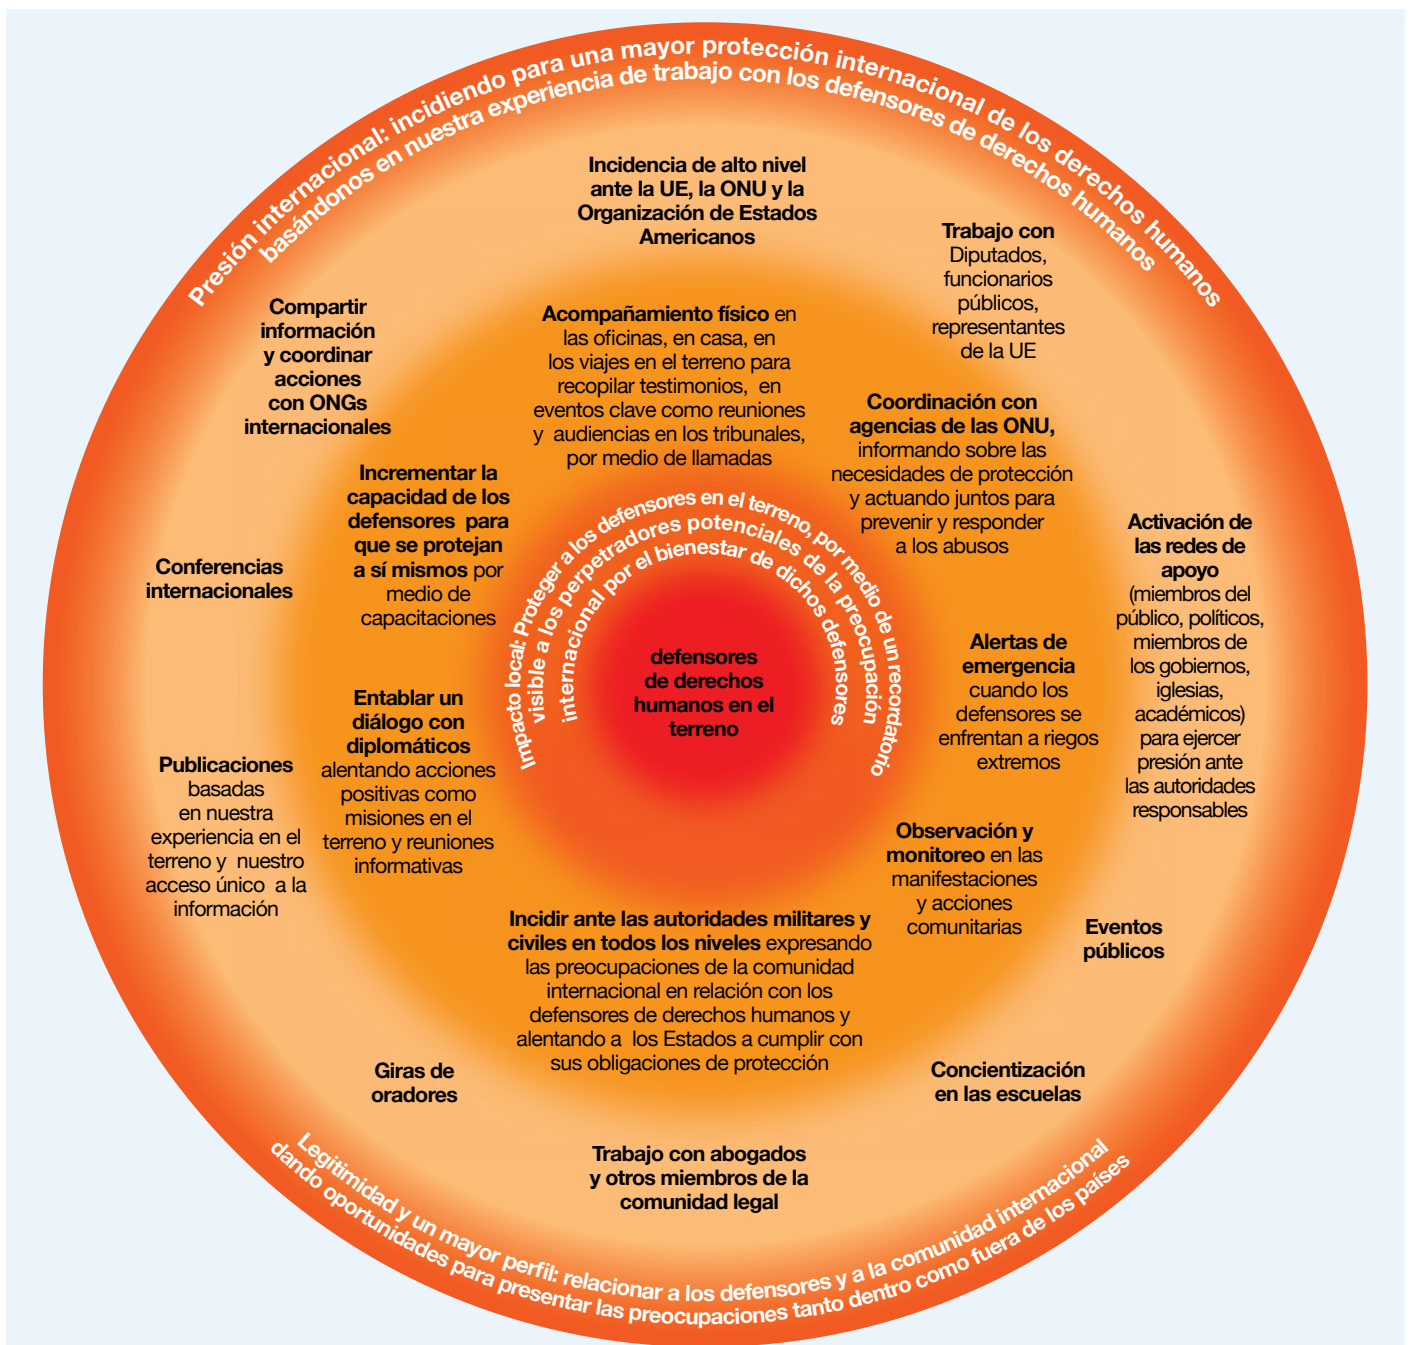 Presión internacional: incidiendo para una mayor protección internacional de los derechos humanos
basándonos en nuestra experiencia de trabajo con los defensores de derechos humanos
Incidencia de alto nivel
ante la UE, la ONU y la
Organización de Estados
Americanos
Trabajo con
Diputados,
funcionarios
públicos,
representantes
de la UE
Compartir
información
y coordinar
acciones
con ONGs
internacionales
Acompañamiento físico en
las oficinas, en casa, en
los viajes en el terreno para
recopilar testimonios, en
eventos clave como reuniones
y audiencias en los tribunales,
por medio de llamadas
Coordinación con
agencias de las ONU,
informando sobre las
necesidades de protección
y actuando juntos para
prevenir y responder
a los abusos
Incrementar la
capacidad de los
defensores para
que se protejan
a sí mismos por
medio de
capacitaciones
Impacto local: Proteger a los defensores en el terreno, por medio de un recordatorio
visible a los perpetradores potenciales de la preocupación
internacional por el bienestar de dichos defensores
Activación de
las redes de
apoyo
(miembros del
público, políticos,
miembros de
los gobiernos,
iglesias,
académicos)
para ejercer
presión ante
las autoridades
responsables
Conferencias
internacionales
defensores
de derechos
humanos en el
terreno
Alertas de
emergencia
cuando los
defensores se
enfrentan a riegos
extremos
Entablar un
diálogo con
diplomáticos
alentando acciones
positivas como
misiones en el
terreno y reuniones
informativas
Publicaciones
basadas
en nuestra
experiencia en el
terreno y nuestro
acceso único a la
información
Observación y
monitoreo en las
manifestaciones
y acciones
comunitarias
Incidir ante las autoridades militares y
civiles en todos los niveles expresando
las preocupaciones de la comunidad
internacional en relación con los
defensores de derechos humanos y
alentando a los Estados a cumplir con
sus obligaciones de protección
Eventos
públicos
Giras de
oradores
Concientización
en las escuelas
Trabajo con abogados
y otros miembros de la
comunidad legal
Legitimidad y un mayor perfil: relacionar a los defensores y a la comunidad internacional
dando oportunidades para presentar las preocupaciones tanto dentro como fuera de los países